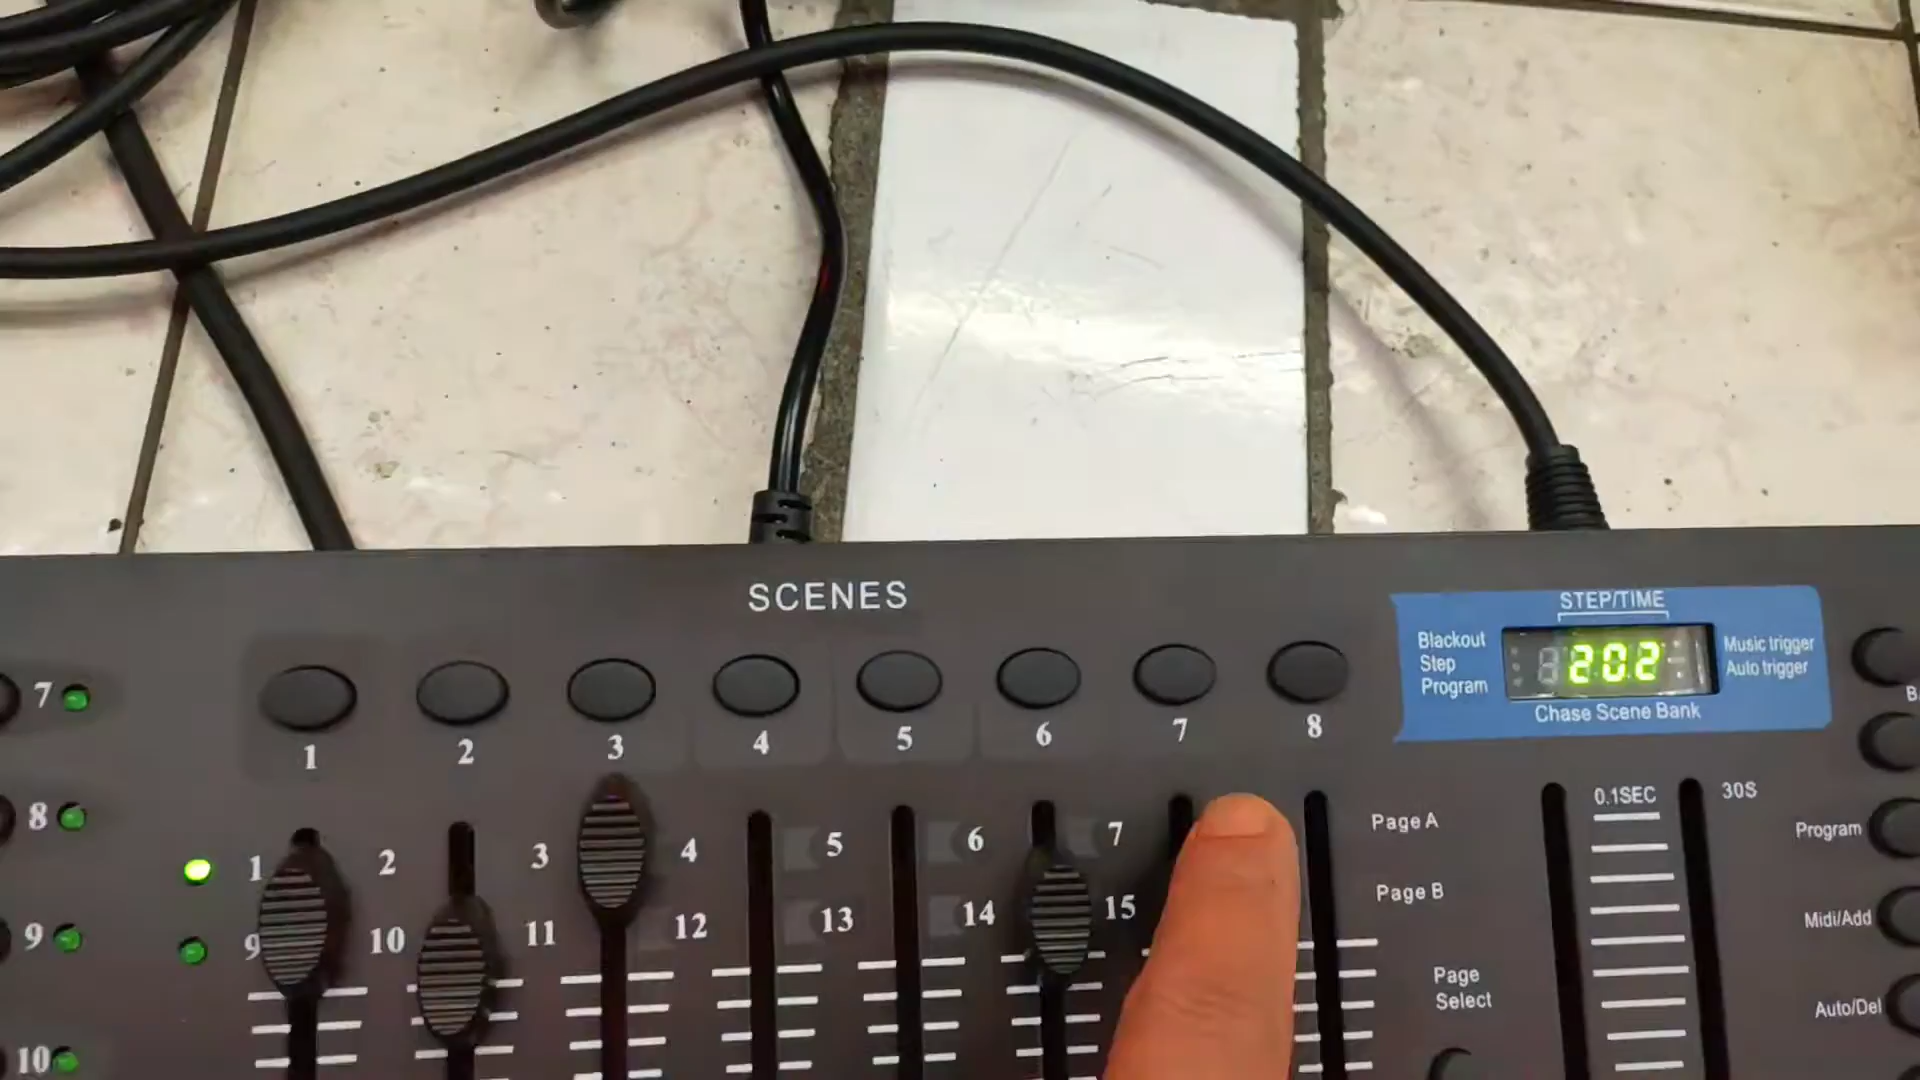 SCENES
STEP/TIME
Blackout
Step
Program
202
Music trigger
Auto trigger
Chase Scene Bank
1 2 3 4 5 6 7 8
7
8
9
10
1 2 3 4 5 6 7
9 10 11 12 13 14 15
Page A
Page B
Page
Select
0.1SEC
30S
Program
Midi/Add
Auto/Del